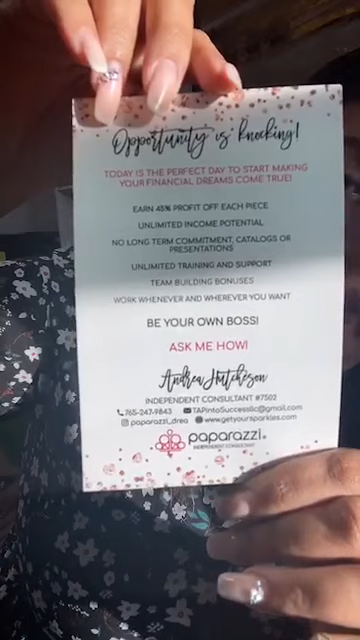 Opportunity is Knocking!
TODAY IS THE PERFECT DAY TO START MAKING
YOUR FINANCIAL DREAMS COME TRUE!
EARN 45% PROFIT OFF EACH PIECE
UNLIMITED INCOME POTENTIAL
NO LONG TERM COMMITMENT, CATALOGS OR
PRESENTATIONS
UNLIMITED TRAINING AND SUPPORT
TEAM BUILDING BONUSES
WORK WHENEVER AND WHEREVER YOU WANT
BE YOUR OWN BOSS!
ASK ME HOW!
Andrea Hutcheson
INDEPENDENT CONSULTANT #7502
765-247-9843 TAPintoSuccessllc@gmail.com
paparazzi_drea www.getyoursparkles.com
paparazzi
INDEPENDENT CONSULTANT